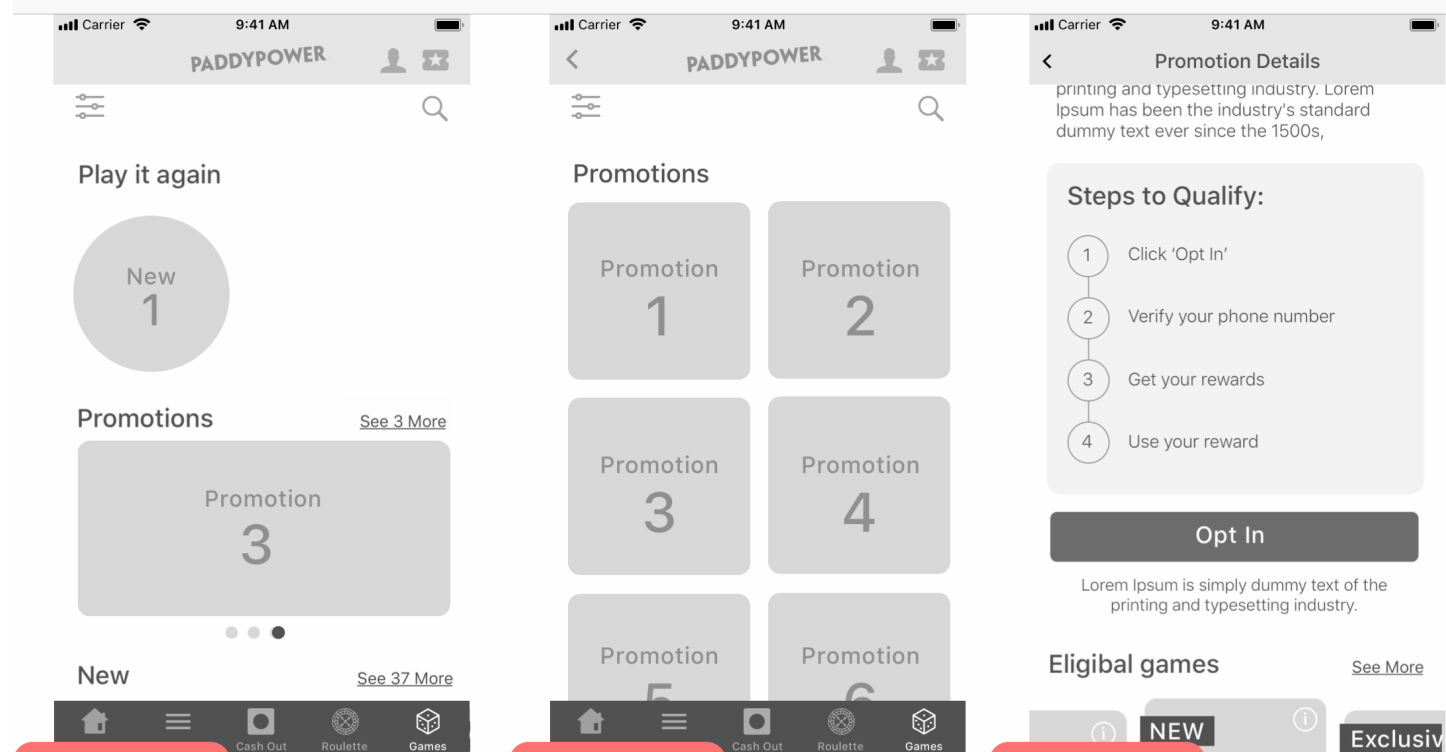 Carrier 9:41 AM
PADDYPOWER
Play it again
New
1
Promotions See 3 More
Promotion
3
New See 37 More
Cash Out Roulette Games
Carrier 9:41 AM
PADDYPOWER
Promotions
Promotion
1
Promotion
2
Promotion
3
Promotion
4
Promotion
5
Promotion
6
Cash Out Roulette Games
Carrier 9:41 AM
Promotion Details
printing and typesetting industry. Lorem
Ipsum has been the industry's standard
dummy text ever since the 1500s,
Steps to Qualify:
1 Click ‘Opt In’
2 Verify your phone number
3 Get your rewards
4 Use your reward
Opt In
Lorem Ipsum is simply dummy text of the
printing and typesetting industry.
Eligibal games See More
NEW
Exclusiv